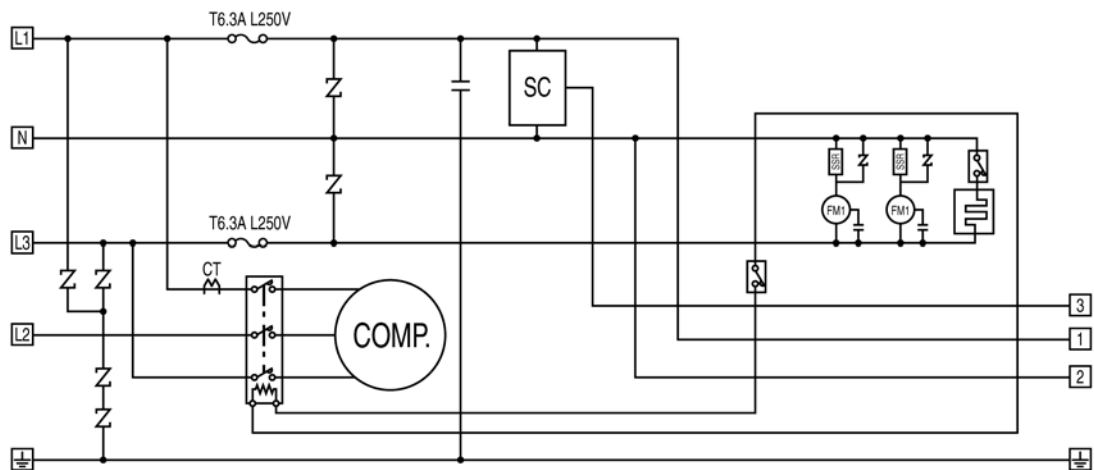 T6.3A L250V
L1
SC
N
SSR
SSR
FM1
FM1
T6.3A L250V
L3
CT
3
L2
COMP.
1
2